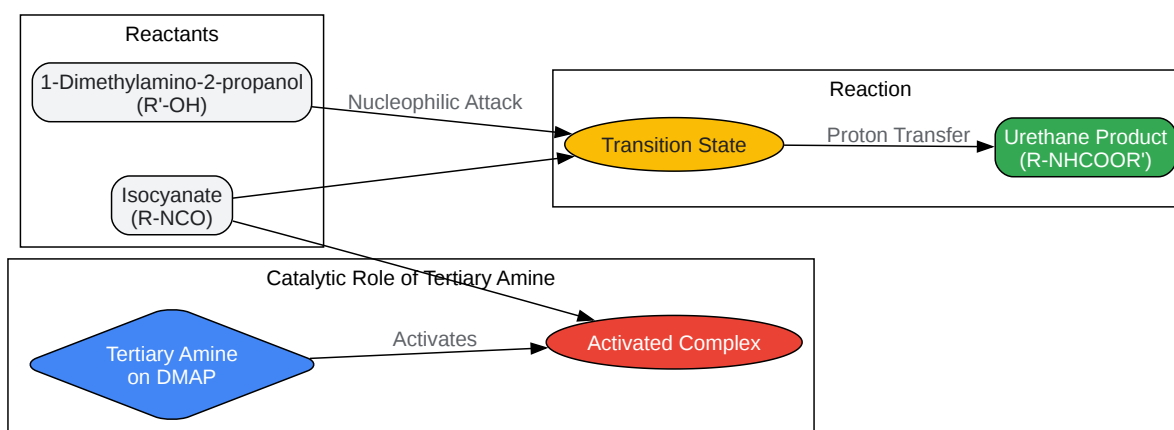 Reactants
1-Dimethylamino-2-propanol
(R'-OH)
Nucleophilic Attack
Isocyanate
(R-NCO)
Reaction
Transition State
Proton Transfer
Urethane Product
(R-NHCOOR')
Catalytic Role of Tertiary Amine
Tertiary Amine
on DMAP
Activates
Activated Complex